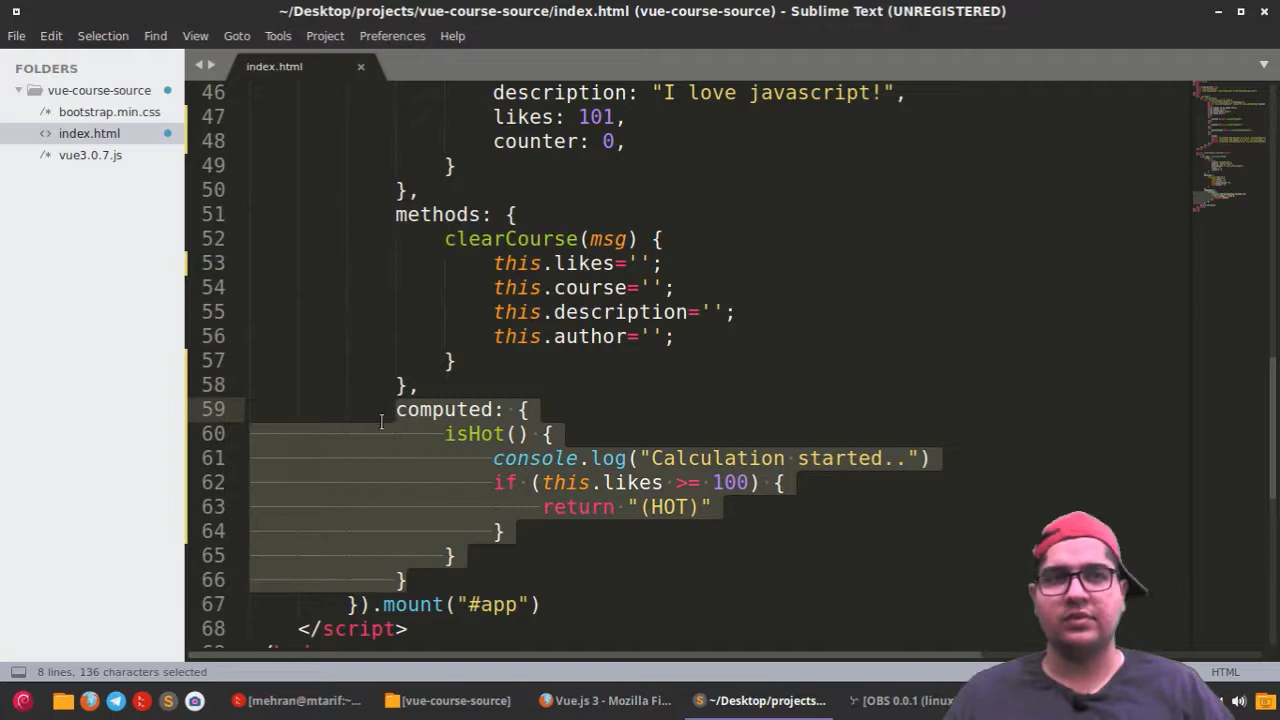 ~/Desktop/projects/vue-course-source/index.html (vue-course-source) - Sublime Text (UNREGISTERED)
File Edit Selection Find View Goto Tools Project Preferences Help
FOLDERS
vue-course-source
bootstrap.min.css
index.html
vue3.0.7.js
index.html
46 description: "I love javascript!",
47 likes: 101,
48 counter: 0,
49 }
50 },
51 methods: {
52 clearCourse(msg) {
53 this.likes='';
54 this.course='';
55 this.description='';
56 this.author='';
57 }
58 },
59 computed: {
60 isHot() {
61 console.log("Calculation started..")
62 if (this.likes >= 100) {
63 return "(HOT)"
64 }
65 }
66 }
67 }).mount("#app")
68 </script>
8 lines, 136 characters selected
HTML
[mehran@mtarif:~...
[vue-course-source]
Vue.js 3 - Mozilla Fi...
~/Desktop/projects...
[OBS 0.0.1 (linux